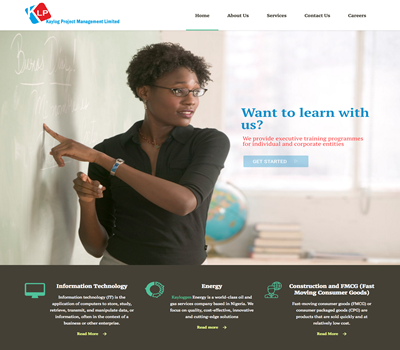 KLP
Kaylog Project Management Limited
Home About Us Services Contact Us Careers
Want to learn with
us?
We provide executive training programmes
for individual and corporate entities
GET STARTED
Information Technology
Information technology (IT) is the
application of computers to store, study,
retrieve, transmit, and manipulate data, or
information, often in the context of a
business or other enterprise.
Read More
Energy
Energy is a world-class oil and
gas services company based in Nigeria. We
focus on quality, cost-effective, innovative
and cutting-edge solutions
Read more
Construction and FMCG (Fast
Moving Consumer Goods)
Fast-moving consumer goods (FMCG) or
consumer packaged goods (CPG) are
products that are sold quickly and at
relatively low cost.
Read More